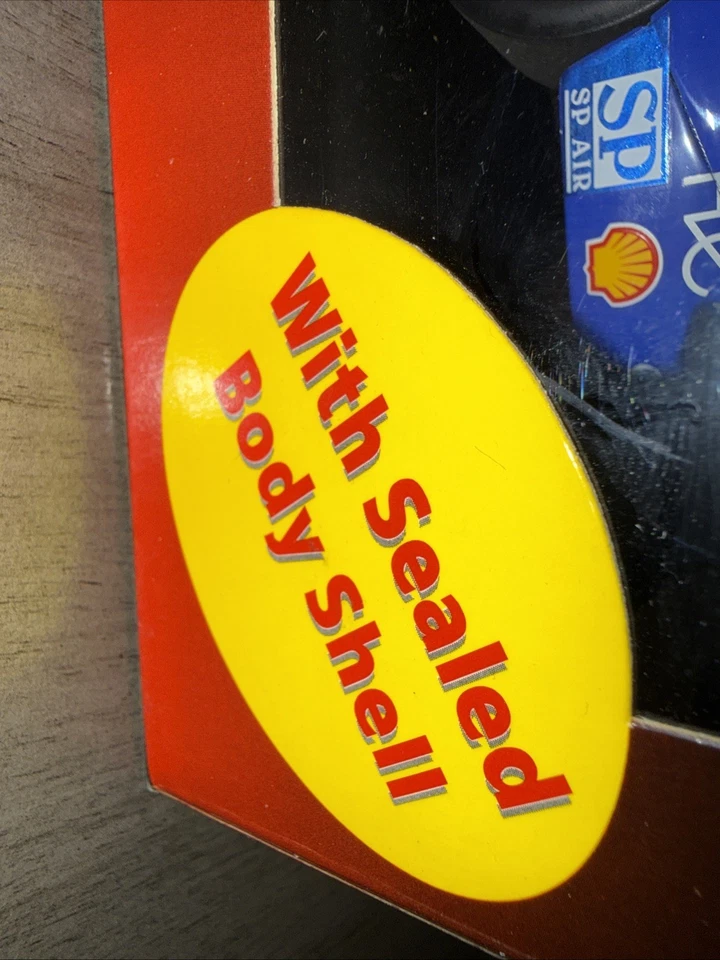 With Sealed
Body Shell
SP
SP AIR